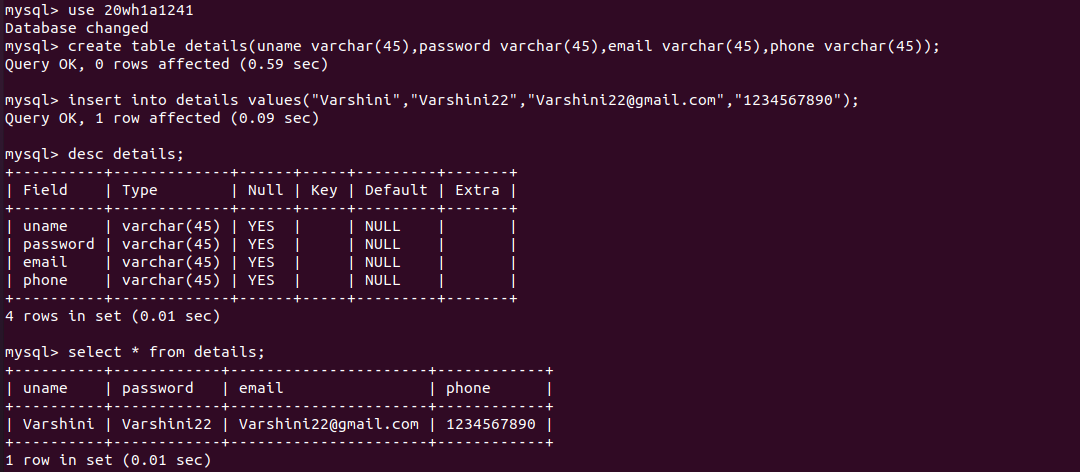 mysql> use 20wh1a1241
Database changed
mysql> create table details(uname varchar(45),password varchar(45),email varchar(45),phone varchar(45));
Query OK, 0 rows affected (0.59 sec)

mysql> insert into details values("Varshini","Varshini22","Varshini22@gmail.com","1234567890");
Query OK, 1 row affected (0.09 sec)

mysql> desc details;
+----------+-------------+------+-----+---------+-------+
| Field    | Type        | Null | Key | Default | Extra |
+----------+-------------+------+-----+---------+-------+
| uname    | varchar(45) | YES  |     | NULL    |       |
| password | varchar(45) | YES  |     | NULL    |       |
| email    | varchar(45) | YES  |     | NULL    |       |
| phone    | varchar(45) | YES  |     | NULL    |       |
+----------+-------------+------+-----+---------+-------+
4 rows in set (0.01 sec)

mysql> select * from details;
+----------+------------+----------------------+------------+
| uname    | password   | email                | phone      |
+----------+------------+----------------------+------------+
| Varshini | Varshini22 | Varshini22@gmail.com | 1234567890 |
+----------+------------+----------------------+------------+
1 row in set (0.01 sec)